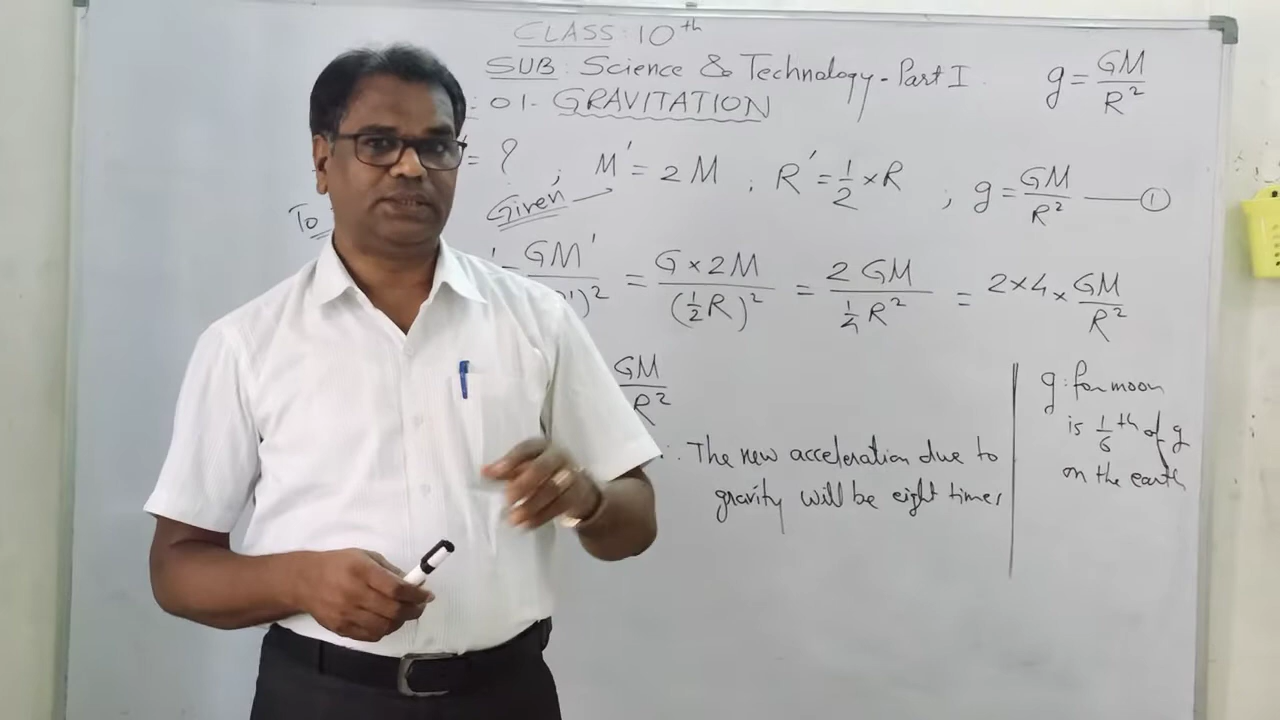 CLASS: 10th
SUB: Science & Technology - Part I
: 01. GRAVITATION
g = GM/R²
= ? ; M' = 2M ; R' = 1/2 × R ; g = GM/R² —— ①
To
Given
' = GM'/( ')² = G × 2M/(1/2 R)² = 2GM/(1/4 R²) = 2×4 × GM/R²
GM/R²
∴ The new acceleration due to
gravity will be eight times
g: for moon
is 1/6 th of g
on the earth